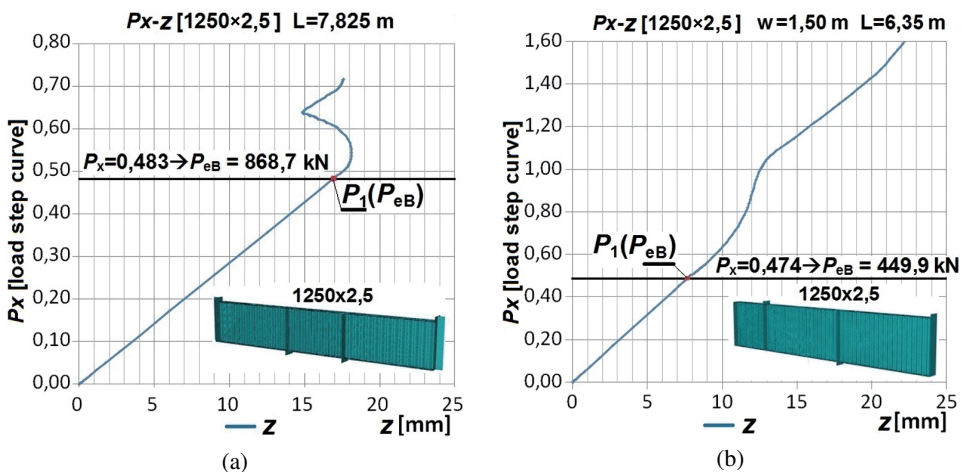 Px-z [1250×2,5] L=7,825 m
0,80
0,70
0,60
0,50
0,40
0,30
0,20
0,10
0,00
Px [load step curve]
Px=0,483→PeB = 868,7 kN
P1(PeB)
1250x2,5
0 5 10 15 20 25
z
z [mm]
(a)
Px-z [1250×2,5] w=1,50 m L=6,35 m
1,60
1,40
1,20
1,00
0,80
0,60
0,40
1,20
0,00
Px [load step curve]
P1(PeB)
Px=0,474→PeB = 449,9 kN
1250x2,5
0 5 10 15 20 25
z
z [mm]
(b)